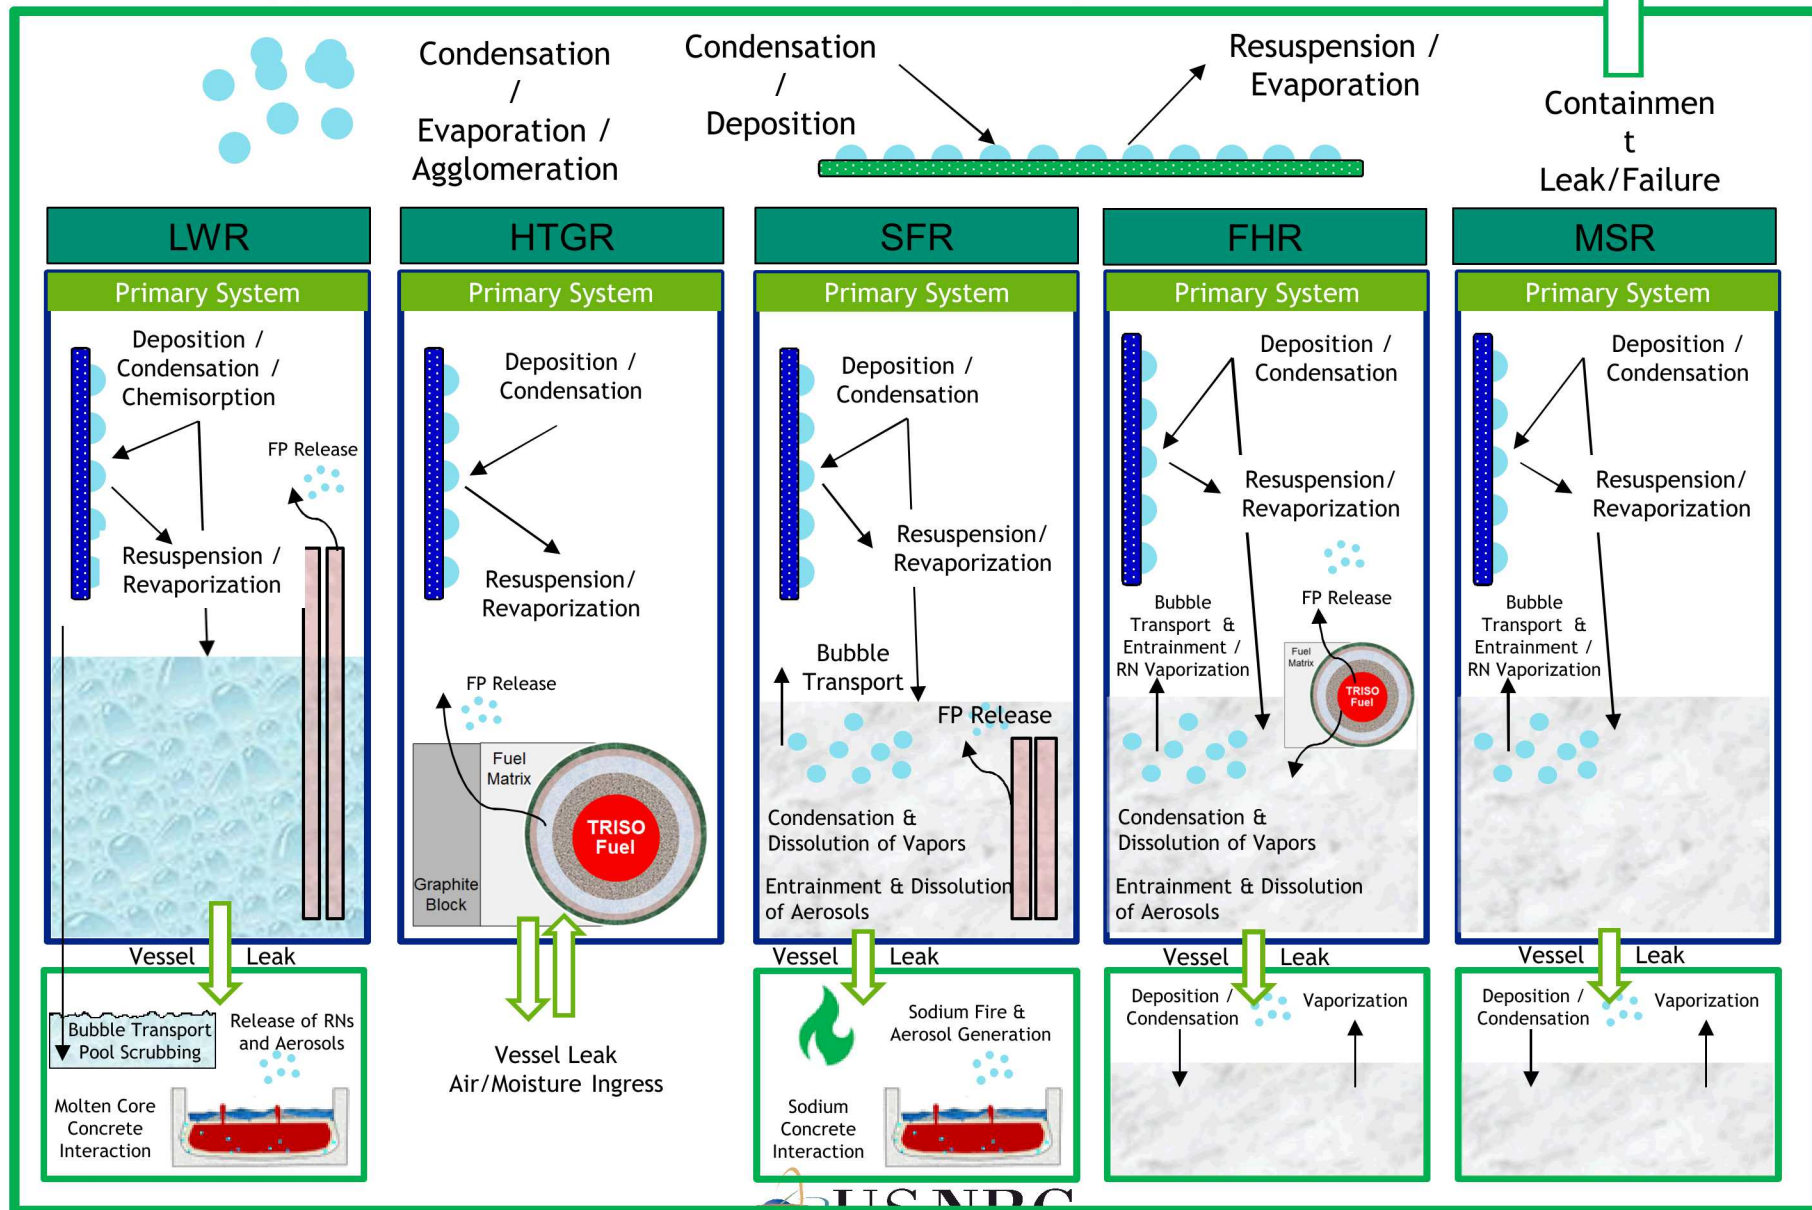 Condensation
/
Evaporation /
Agglomeration
Condensation
/
Deposition
Resuspension /
Evaporation
Containmen
t
Leak/Failure
LWR
Primary System
Deposition /
Condensation /
Chemisorption
FP Release
Resuspension /
Revaporization
Vessel Leak
Bubble Transport
Pool Scrubbing
Release of RNs
and Aerosols
Molten Core
Concrete
Interaction
HTGR
Primary System
Deposition /
Condensation
Resuspension/
Revaporization
FP Release
Fuel
Matrix
TRISO
Fuel
Graphite
Block
Vessel Leak
Air/Moisture Ingress
SFR
Primary System
Deposition /
Condensation
Resuspension/
Revaporization
Bubble
Transport
FP Release
Condensation &
Dissolution of Vapors
Entrainment & Dissolution
of Aerosols
Vessel Leak
Sodium Fire &
Aerosol Generation
Sodium
Concrete
Interaction
FHR
Primary System
Deposition /
Condensation
Resuspension/
Revaporization
Bubble
Transport &
Entrainment /
RN Vaporization
FP Release
Fuel
Matrix
TRISO
Fuel
Condensation &
Dissolution of Vapors
Entrainment & Dissolution
of Aerosols
Vessel Leak
Deposition /
Condensation
Vaporization
MSR
Primary System
Deposition /
Condensation
Resuspension/
Revaporization
Bubble
Transport &
Entrainment /
RN Vaporization
Vessel Leak
Deposition /
Condensation
Vaporization
U.S.NRC